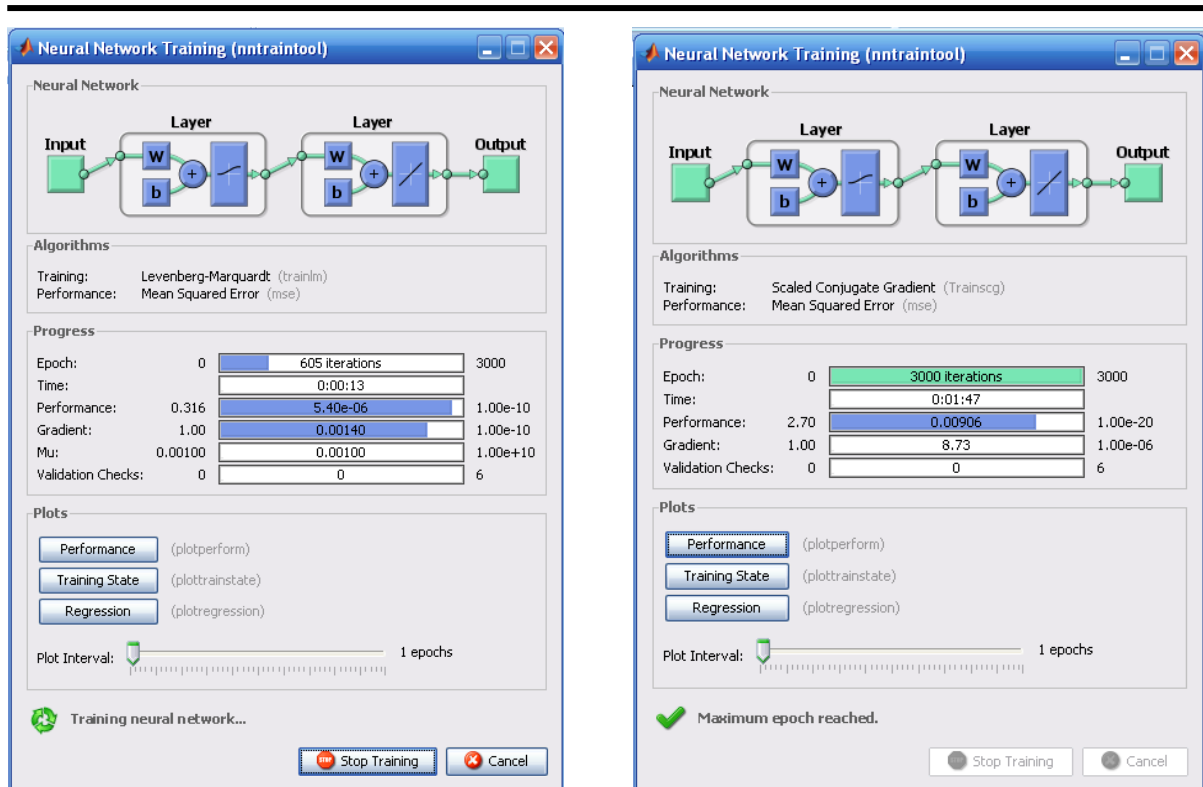 Neural Network Training (nntraintool)
Neural Network
Layer Layer
Input Output
W W
+ +
b b
Algorithms
Training: Levenberg-Marquardt (trainlm)
Performance: Mean Squared Error (mse)
Progress
Epoch: 0 605 iterations 3000
Time: 0:00:13
Performance: 0.316 5.40e-06 1.00e-10
Gradient: 1.00 0.00140 1.00e-10
Mu: 0.00100 0.00100 1.00e+10
Validation Checks: 0 0 6
Plots
Performance (plotperform)
Training State (plottrainstate)
Regression (plotregression)
Plot Interval: 1 epochs
Training neural network...
STOP Stop Training Cancel
Neural Network Training (nntraintool)
Neural Network
Layer Layer
Input Output
W W
+ +
b b
Algorithms
Training: Scaled Conjugate Gradient (Trainscg)
Performance: Mean Squared Error (mse)
Progress
Epoch: 0 3000 iterations 3000
Time: 0:01:47
Performance: 2.70 0.00906 1.00e-20
Gradient: 1.00 8.73 1.00e-06
Validation Checks: 0 0 6
Plots
Performance (plotperform)
Training State (plottrainstate)
Regression (plotregression)
Plot Interval: 1 epochs
Maximum epoch reached.
STOP Stop Training Cancel